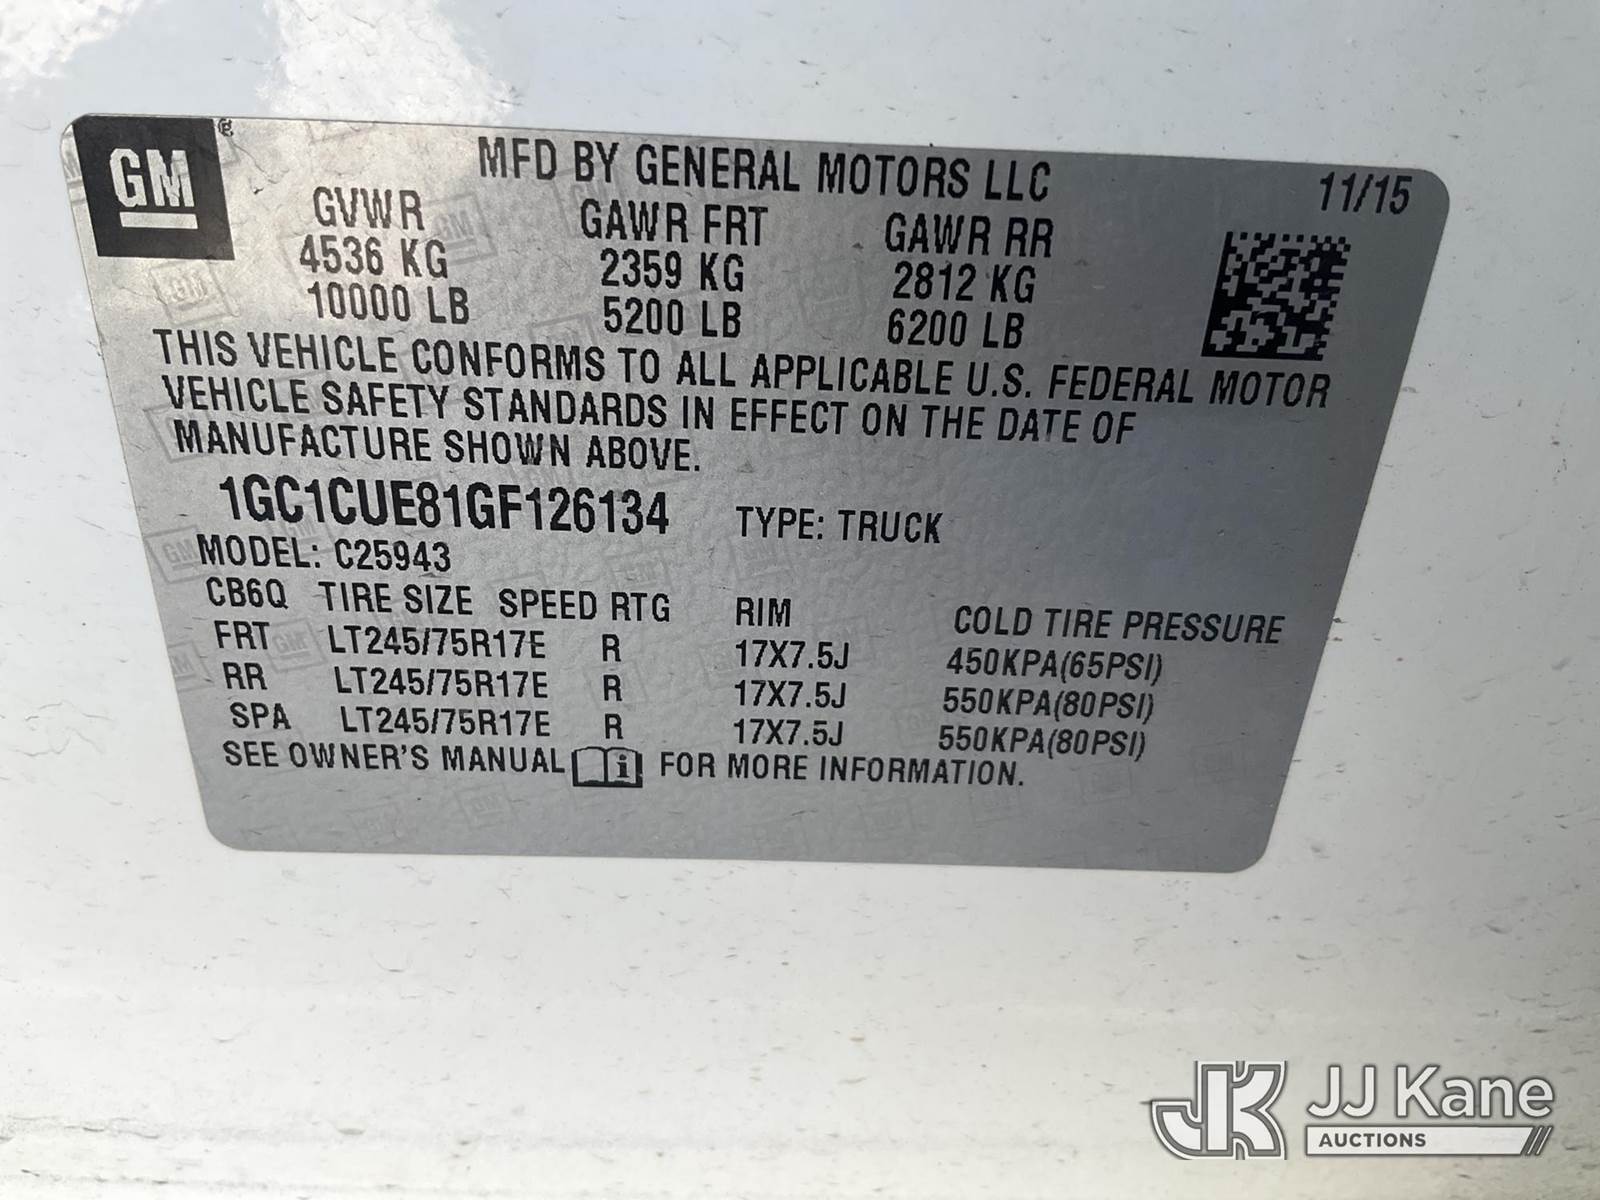 GM
MFD BY GENERAL MOTORS LLC 11/15
GVWR GAWR FRT GAWR RR
4536 KG 2359 KG 2812 KG
10000 LB 5200 LB 6200 LB
THIS VEHICLE CONFORMS TO ALL APPLICABLE U.S. FEDERAL MOTOR
VEHICLE SAFETY STANDARDS IN EFFECT ON THE DATE OF
MANUFACTURE SHOWN ABOVE.
1GC1CUE81GF126134 TYPE: TRUCK
MODEL: C25943
CB6Q TIRE SIZE SPEED RTG RIM COLD TIRE PRESSURE
FRT LT245/75R17E R 17X7.5J 450KPA(65PSI)
RR LT245/75R17E R 17X7.5J 550KPA(80PSI)
SPA LT245/75R17E R 17X7.5J 550KPA(80PSI)
SEE OWNER'S MANUAL i FOR MORE INFORMATION.
JK JJ Kane
AUCTIONS